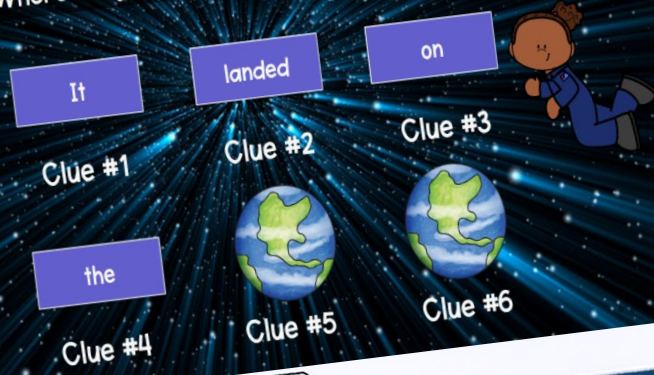 It
landed
on
Clue #1
Clue #2
Clue #3
the
Clue #4
Clue #5
Clue #6